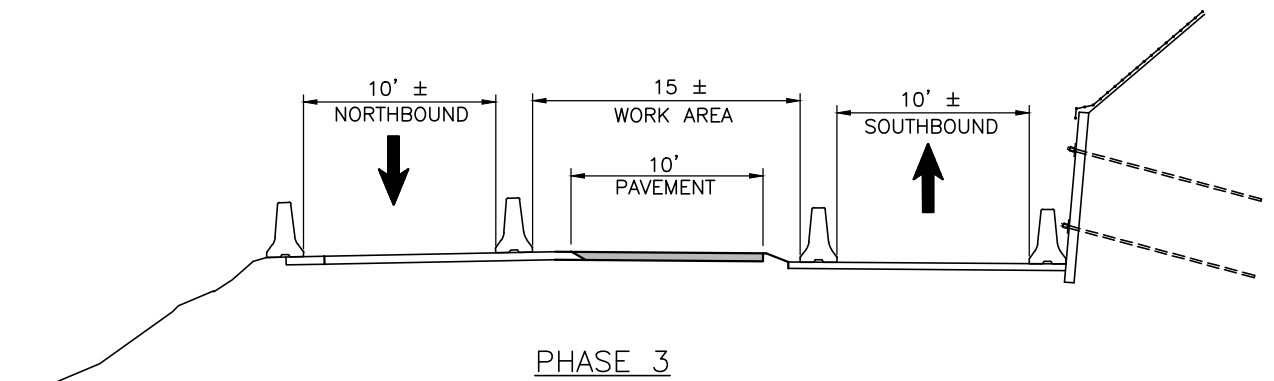 10' ±
NORTHBOUND
15 ±
WORK AREA
10'
PAVEMENT
10' ±
SOUTHBOUND
PHASE 3